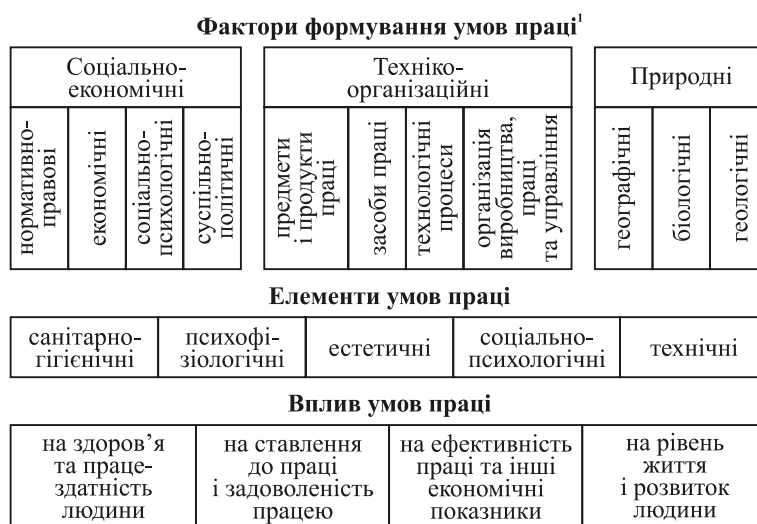 Фактори формування умов праці¹
Соціально-
економічні
Техніко-
організаційні
Природні
нормативно-
правові
економічні
соціально-
психологічні
суспільно-
політичні
предмети
і продукти
праці
засоби праці
технологічні
процеси
організація
виробництва,
праці
та управління
географічні
біологічні
геологічні
Елементи умов праці
санітарно-
гігієнічні
психофі-
зіологічні
естетичні
соціально-
психологічні
технічні
Вплив умов праці
на здоров’я
та праце-
здатність
людини
на ставлення
до праці
і задоволеність
працею
на ефективність
праці та інші
економічні
показники
на рівень
життя
і розвиток
людини